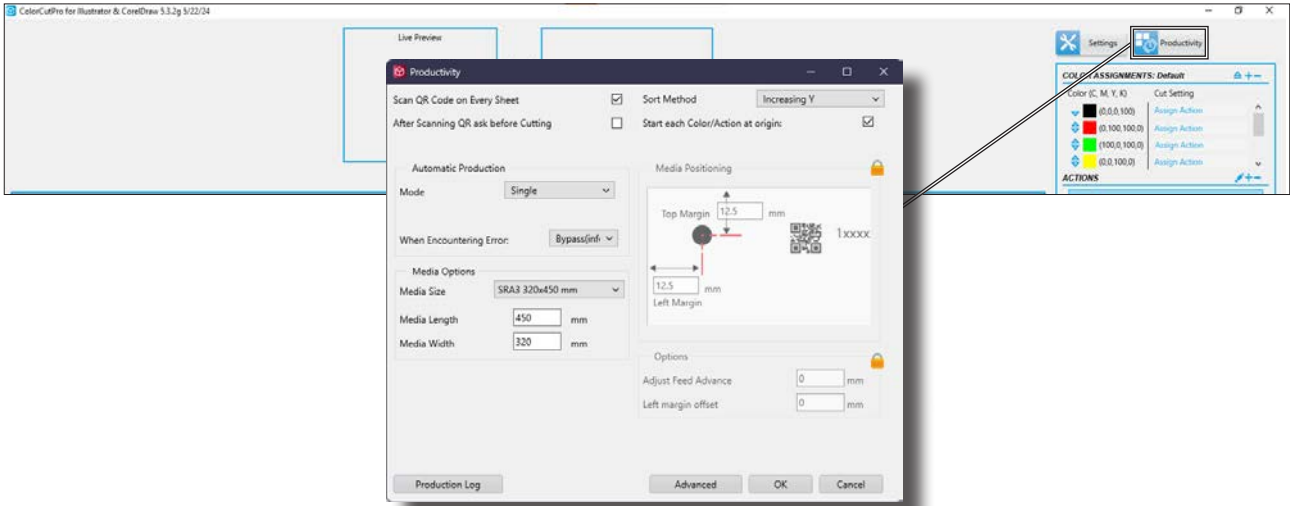 ColorCutPro for Illustrator & CorelDraw 5.3.2g 5/22/24
Live Preview
Settings
Productivity
COLOR ASSIGNMENTS: Default
Color (C, M, Y, K) Cut Setting
(0,0,0,100) Assign Action
(0,100,100,0) Assign Action
(100,0,100,0) Assign Action
(0,0,100,0) Assign Action
ACTIONS
Productivity
Scan QR Code on Every Sheet
After Scanning QR ask before Cutting
Sort Method Increasing Y
Start each Color/Action at origin:
Automatic Production
Mode Single
When Encountering Error: Bypass(inf
Media Options
Media Size SRA3 320x450 mm
Media Length 450 mm
Media Width 320 mm
Media Positioning
Top Margin 12.5 mm
1xxxx
12.5 mm
Left Margin
Options
Adjust Feed Advance 0 mm
Left margin offset 0 mm
Production Log
Advanced
OK
Cancel